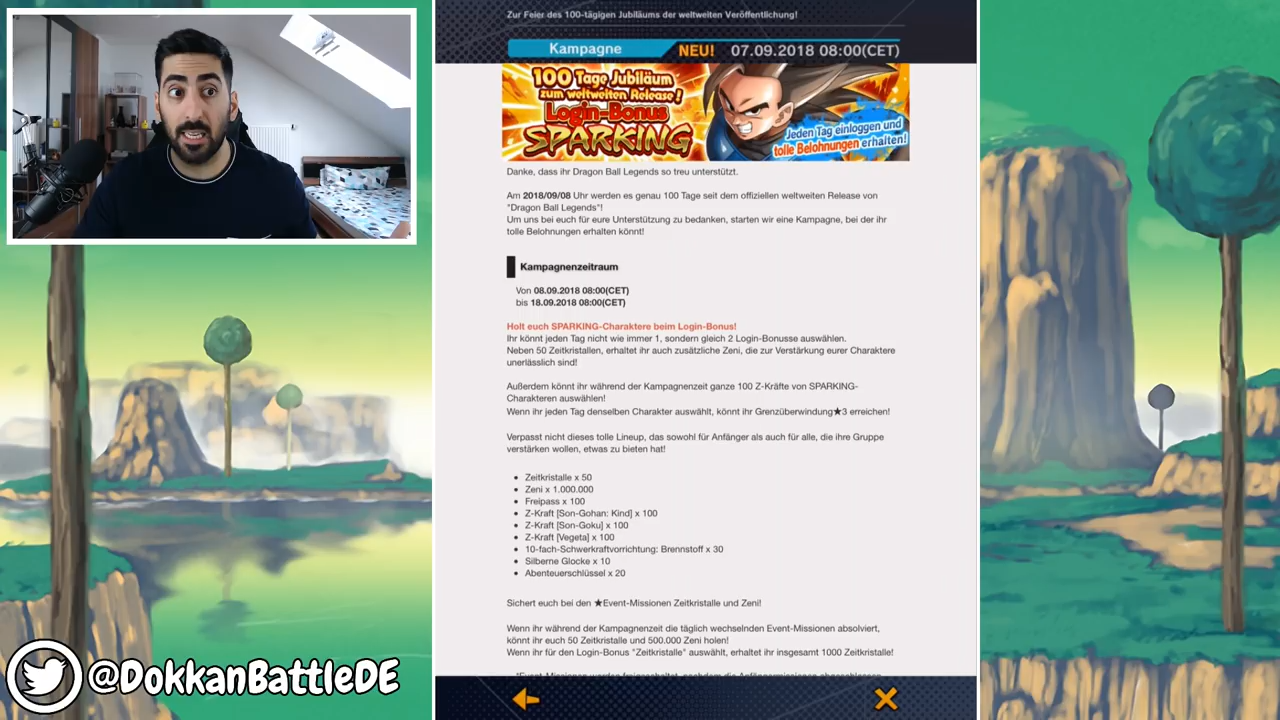 Zur Feier des 100-tägigen Jubiläums der weltweiten Veröffentlichung!
Kampagne NEU! 07.09.2018 08:00(CET)
100 Tage Jubiläum
zum weltweiten Release!
Login-Bonus
SPARKING
Jeden Tag einloggen und
tolle Belohnungen erhalten!
Danke, dass ihr Dragon Ball Legends so treu unterstützt.
Am 2018/09/08 Uhr werden es genau 100 Tage seit dem offiziellen weltweiten Release von
"Dragon Ball Legends"!
Um uns bei euch für eure Unterstützung zu bedanken, starten wir eine Kampagne, bei der ihr
tolle Belohnungen erhalten könnt!
Kampagnenzeitraum
Von 08.09.2018 08:00(CET)
bis 18.09.2018 08:00(CET)
Holt euch SPARKING-Charaktere beim Login-Bonus!
Ihr könnt jeden Tag nicht wie immer 1, sondern gleich 2 Login-Bonusse auswählen.
Neben 50 Zeitkristallen, erhaltet ihr auch zusätzliche Zeni, die zur Verstärkung eurer Charaktere
unerlässlich sind!
Außerdem könnt ihr während der Kampagnenzeit ganze 100 Z-Kräfte von SPARKING-
Charakteren auswählen!
Wenn ihr jeden Tag denselben Charakter auswählt, könnt ihr Grenzüberwindung★3 erreichen!
Verpasst nicht dieses tolle Lineup, das sowohl für Anfänger als auch für alle, die ihre Gruppe
verstärken wollen, etwas zu bieten hat!
• Zeitkristalle x 50
• Zeni x 1.000.000
• Freipass x 100
• Z-Kraft [Son-Gohan: Kind] x 100
• Z-Kraft [Son-Goku] x 100
• Z-Kraft [Vegeta] x 100
• 10-fach-Schwerkraftvorrichtung: Brennstoff x 30
• Silberne Glocke x 10
• Abenteuerschlüssel x 20
Sichert euch bei den ★Event-Missionen Zeitkristalle und Zeni!
Wenn ihr während der Kampagnenzeit die täglich wechselnden Event-Missionen absolviert,
könnt ihr euch 50 Zeitkristalle und 500.000 Zeni holen!
Wenn ihr für den Login-Bonus "Zeitkristalle" auswählt, erhaltet ihr insgesamt 1000 Zeitkristalle!
@DokkanBattleDE